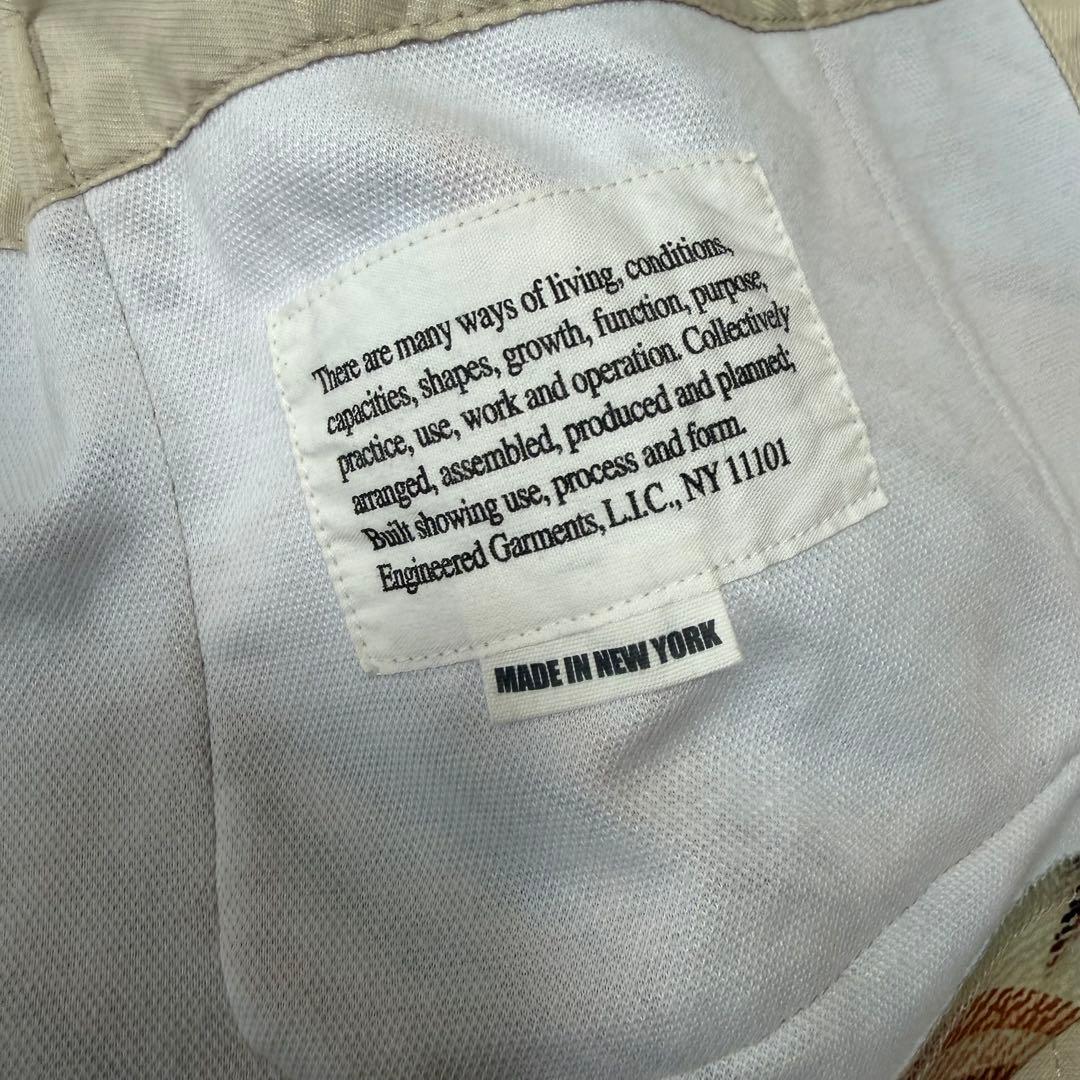 There are many ways of living, conditions,
capacities, shapes, growth, function, purpose,
practice, use, work and operation. Collectively
arranged, assembled, produced and planned;
Built showing use, process and form.
Engineered Garments, L.I.C., NY 11101
MADE IN NEW YORK